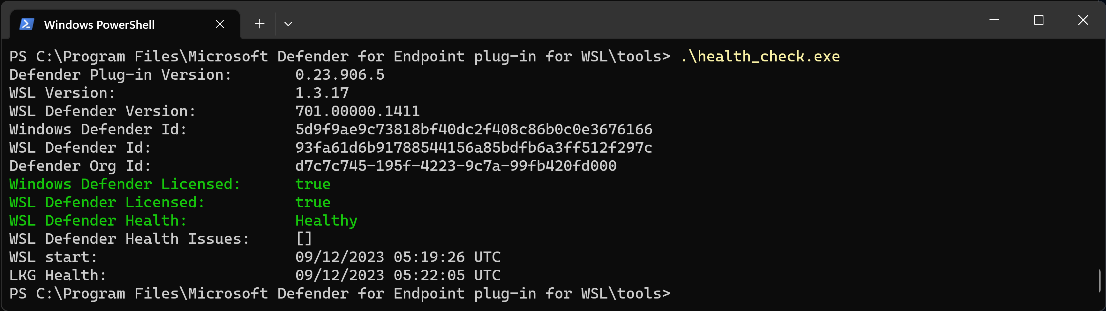 Windows PowerShell
PS C:\Program Files\Microsoft Defender for Endpoint plug-in for WSL\tools> .\health_check.exe
Defender Plug-in Version: 0.23.906.5
WSL Version: 1.3.17
WSL Defender Version: 701.00000.1411
Windows Defender Id: 5d9f9ae9c73818bf40dc2f408c86b0c0e3676166
WSL Defender Id: 93fa61d6b91788544156a85bdfb6a3ff512f297c
Defender Org Id: d7c7c745-195f-4223-9c7a-99fb420fd000
Windows Defender Licensed: true
WSL Defender Licensed: true
WSL Defender Health: Healthy
WSL Defender Health Issues: []
WSL start: 09/12/2023 05:19:26 UTC
LKG Health: 09/12/2023 05:22:05 UTC
PS C:\Program Files\Microsoft Defender for Endpoint plug-in for WSL\tools>